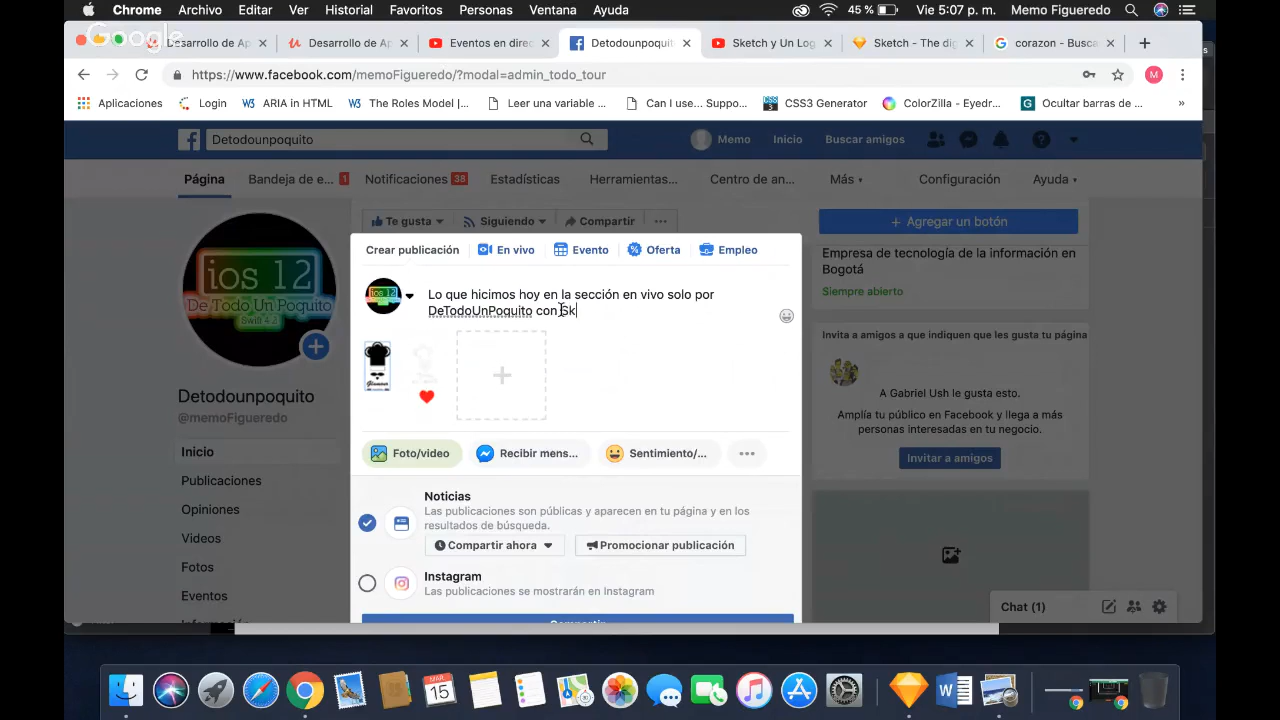 Chrome Archivo Editar Ver Historial Favoritos Personas Ventana Ayuda 45 % Vie 5:07 p. m. Memo Figueredo
Google
Desarrollo de Ap Desarrollo de Ap Eventos en direc Detodounpoquit Sketch y Un Log Sketch - The dig corazon - Busca
https://www.facebook.com/memoFigueredo/?modal=admin_todo_tour M
Aplicaciones Login ARIA in HTML The Roles Model |... Leer una variable ... Can I use... Suppo... CSS3 Generator ColorZilla - Eyedr... Ocultar barras de ... »
Detodounpoquito Memo Inicio Buscar amigos
Página Bandeja de e... 1 Notificaciones 38 Estadísticas Herramientas... Centro de an... Más Configuración Ayuda
Te gusta Siguiendo Compartir ... + Agregar un botón
Crear publicación En vivo Evento Oferta Empleo
Empresa de tecnología de la información en
Bogotá
Siempre abierto
ios 12
De Todo Un Poquito
Swift 4.2
Lo que hicimos hoy en la sección en vivo solo por
DeTodoUnPoquito con Sk
Invita a amigos a que indiquen que les gusta tu página
A Gabriel Ush le gusta esto.
Amplía tu público en Facebook y llega a más
personas interesadas en tu negocio.
Invitar a amigos
Detodounpoquito
@memoFigueredo
Foto/video Recibir mens... Sentimiento/... ...
Inicio
Publicaciones
Opiniones
Videos
Fotos
Eventos
Noticias
Las publicaciones son públicas y aparecen en tu página y en los
resultados de búsqueda.
Compartir ahora Promocionar publicación
Instagram
Las publicaciones se mostrarán en Instagram
Chat (1)
MAR
15